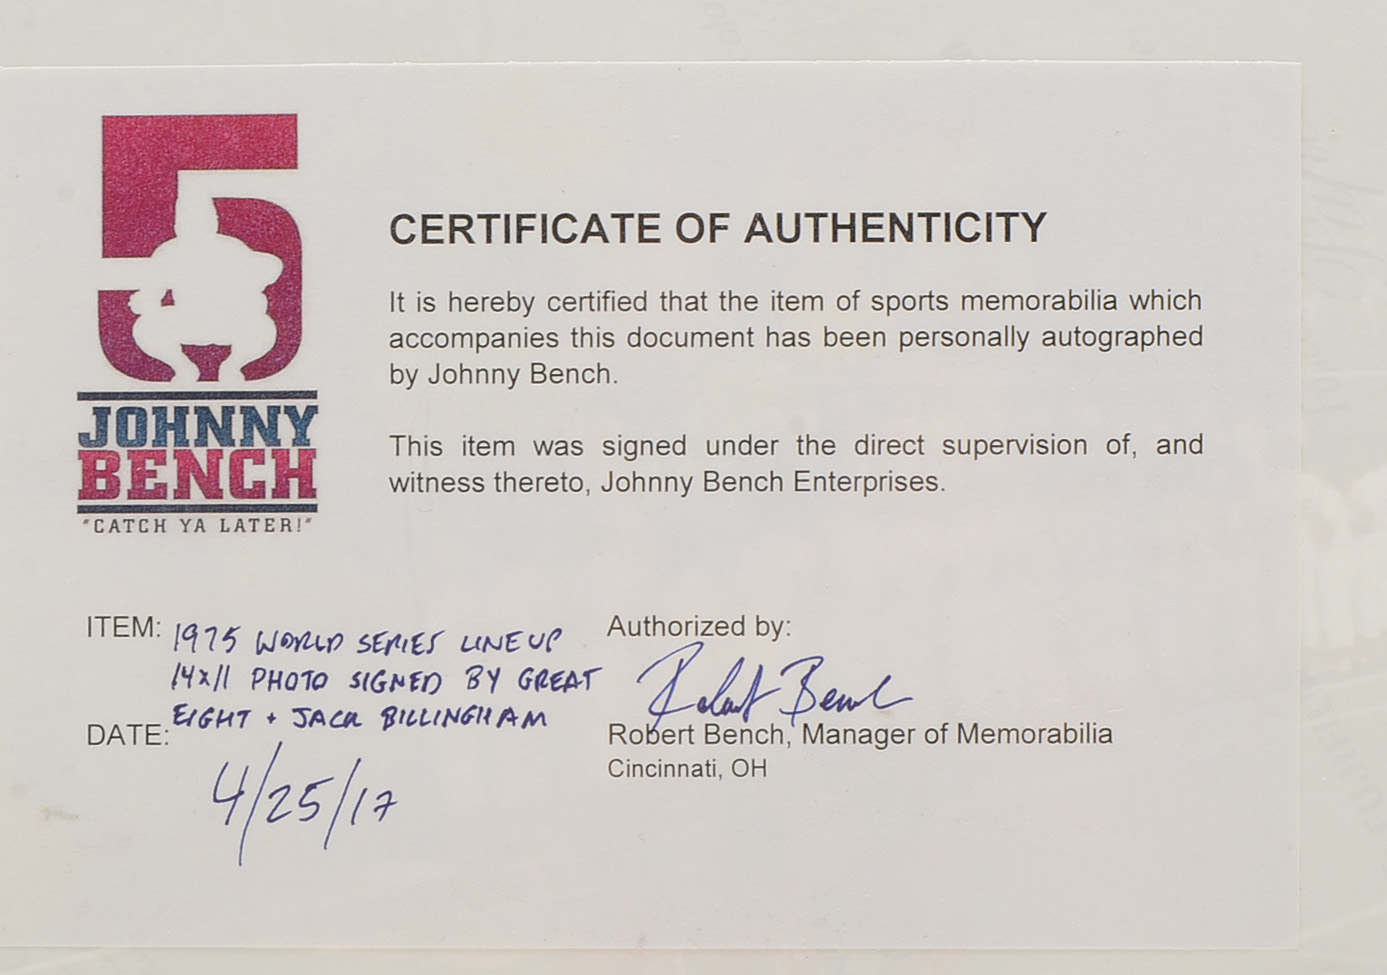 5
JOHNNY
BENCH
"CATCH YA LATER!"
CERTIFICATE OF AUTHENTICITY
It is hereby certified that the item of sports memorabilia which
accompanies this document has been personally autographed
by Johnny Bench.
This item was signed under the direct supervision of, and
witness thereto, Johnny Bench Enterprises.
ITEM: 1975 WORLD SERIES LINEUP
14x11 PHOTO SIGNED BY GREAT
EIGHT + JACK BILLINGHAM
DATE: 4/25/17
Authorized by:
Robert Bench
Robert Bench, Manager of Memorabilia
Cincinnati, OH